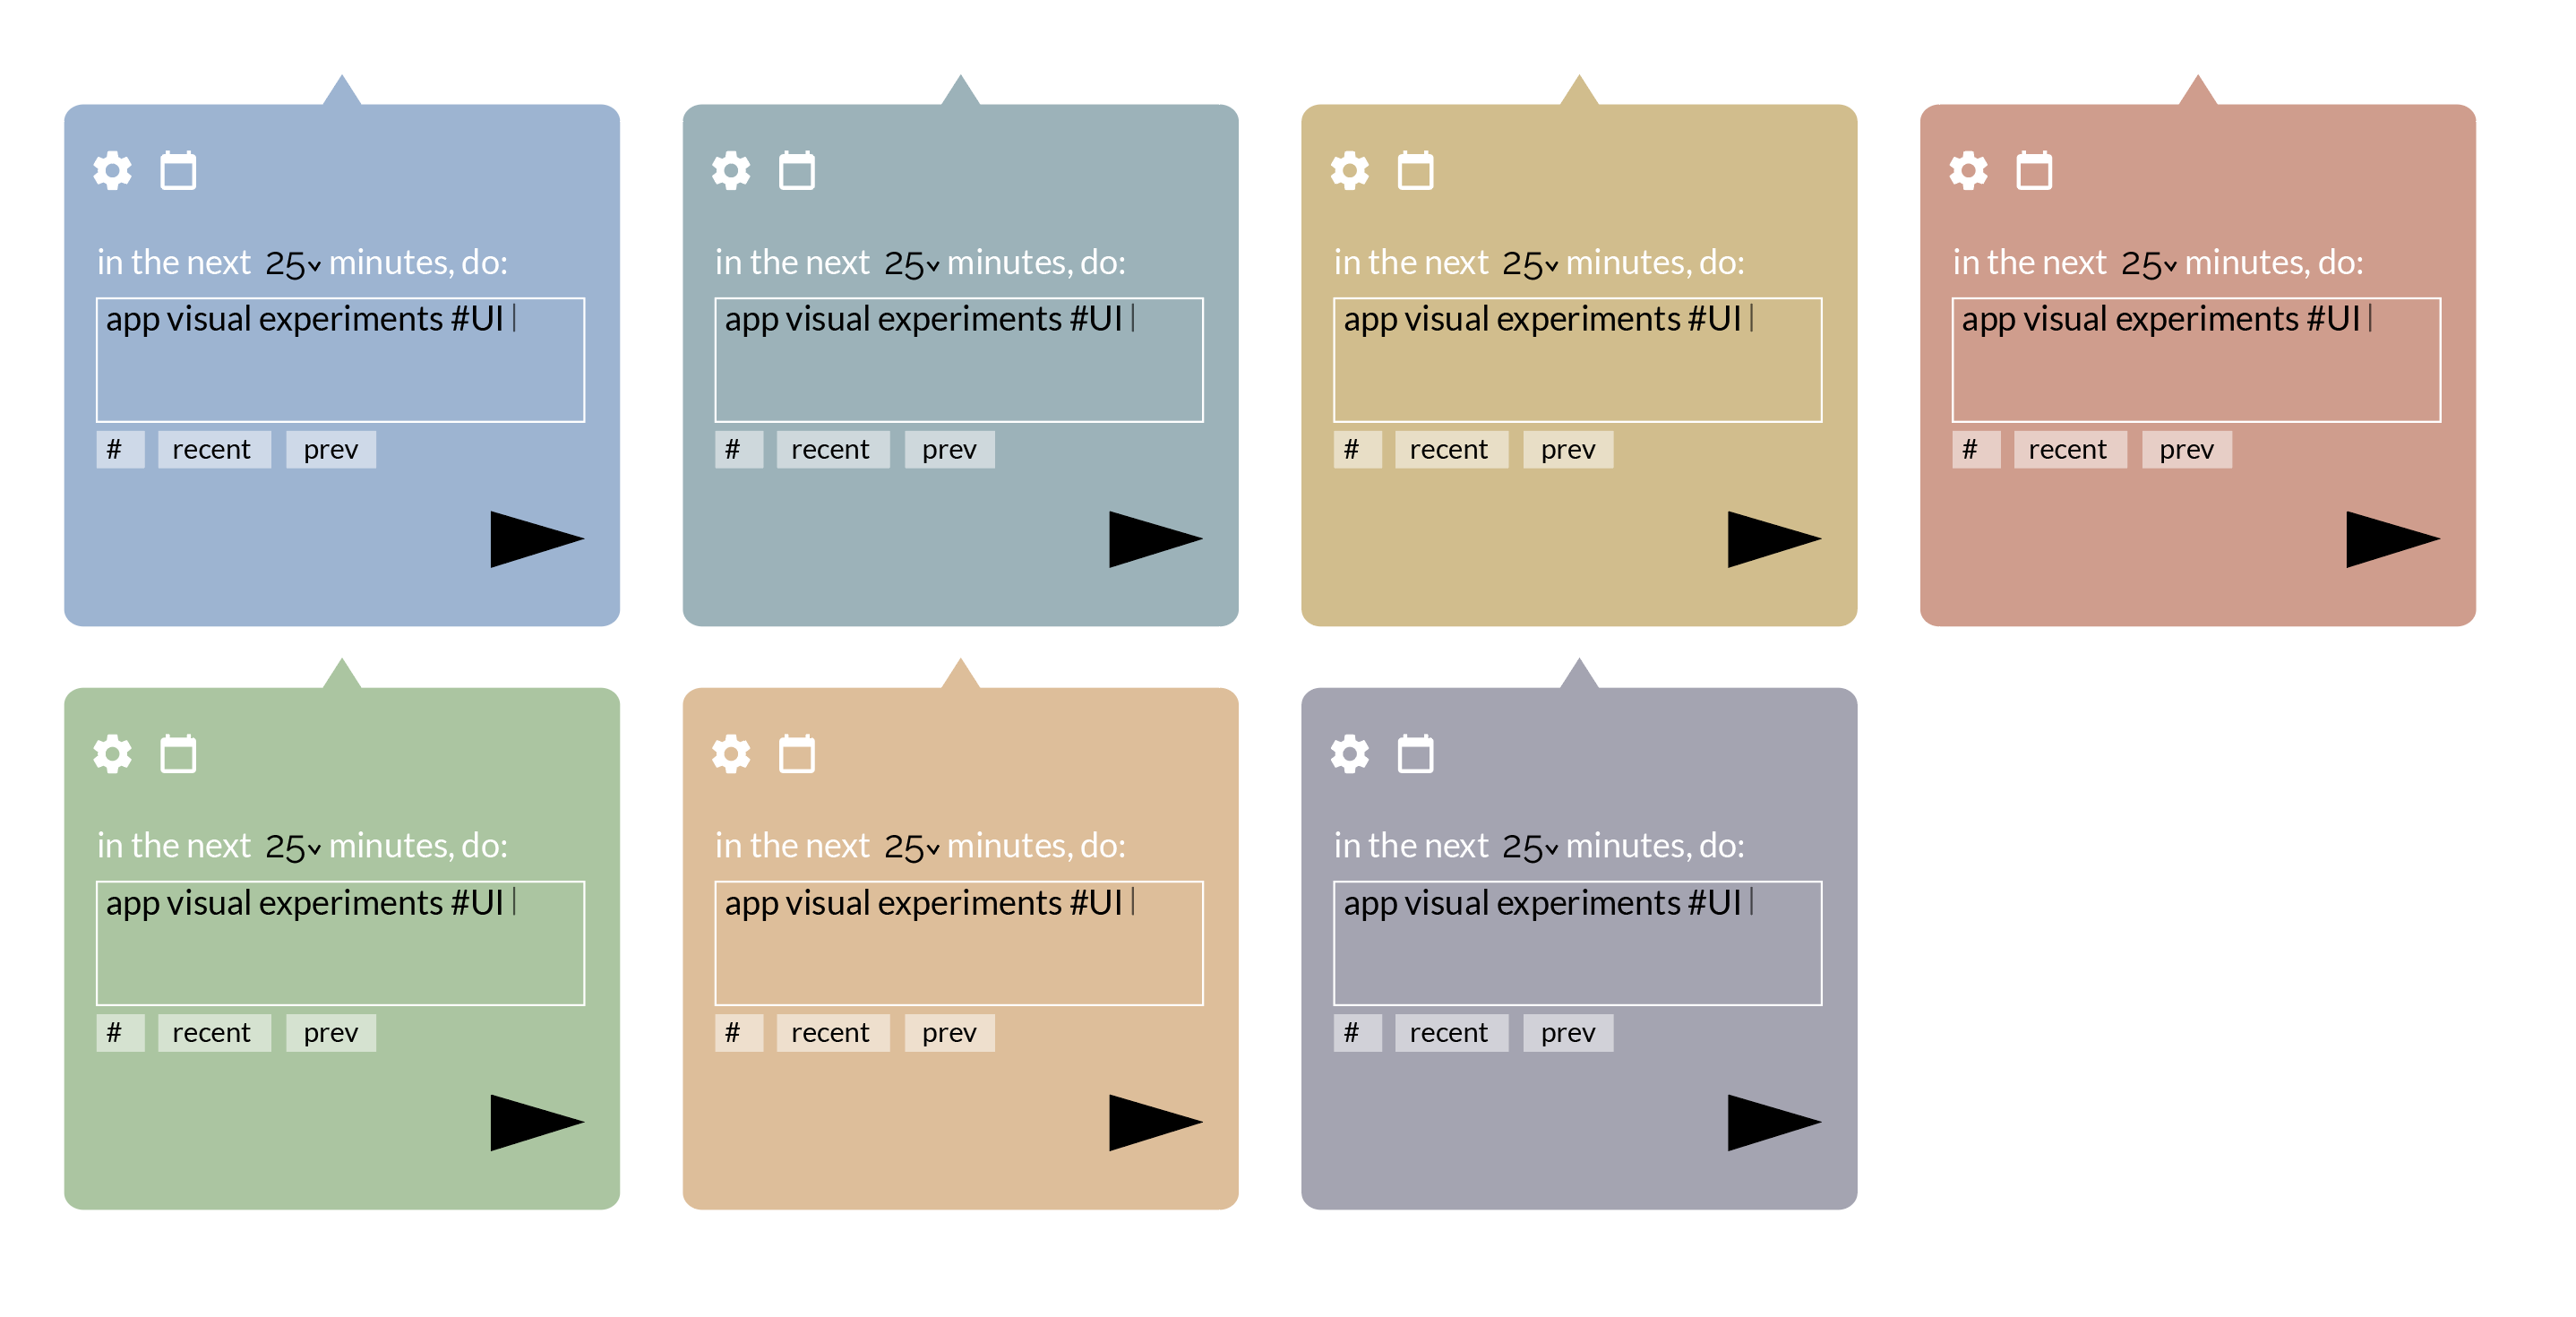 in the next 25 minutes, do:
app visual experiments #UI
# recent prev
in the next 25 minutes, do:
app visual experiments #UI
# recent prev
in the next 25 minutes, do:
app visual experiments #UI
# recent prev
in the next 25 minutes, do:
app visual experiments #UI
# recent prev
in the next 25 minutes, do:
app visual experiments #UI
# recent prev
in the next 25 minutes, do:
app visual experiments #UI
# recent prev
in the next 25 minutes, do:
app visual experiments #UI
# recent prev